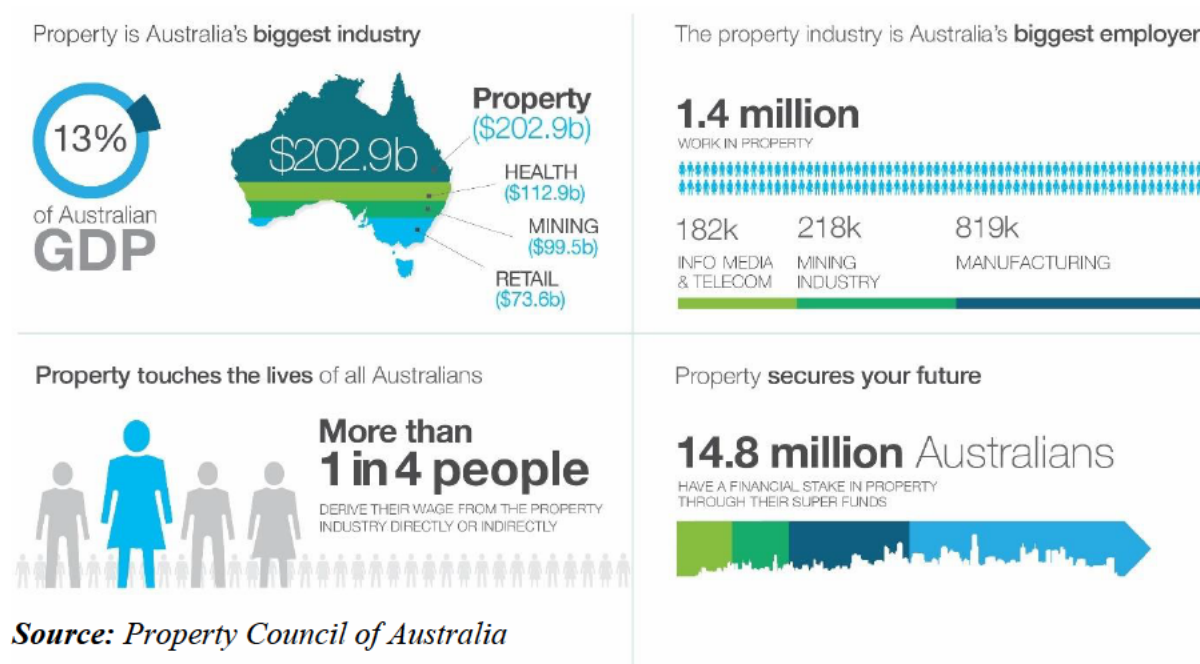 Property is Australia's biggest industry
13%
of Australian
GDP
$202.9b
Property
($202.9b)
HEALTH
($112.9b)
MINING
($99.5b)
RETAIL
($73.6b)
The property industry is Australia's biggest employer
1.4 million
WORK IN PROPERTY
182k
INFO MEDIA
& TELECOM
218k
MINING
INDUSTRY
819k
MANUFACTURING
Property touches the lives of all Australians
More than
1 in 4 people
DERIVE THEIR WAGE FROM THE PROPERTY
INDUSTRY DIRECTLY OR INDIRECTLY
Property secures your future
14.8 million Australians
HAVE A FINANCIAL STAKE IN PROPERTY
THROUGH THEIR SUPER FUNDS
Source: Property Council of Australia